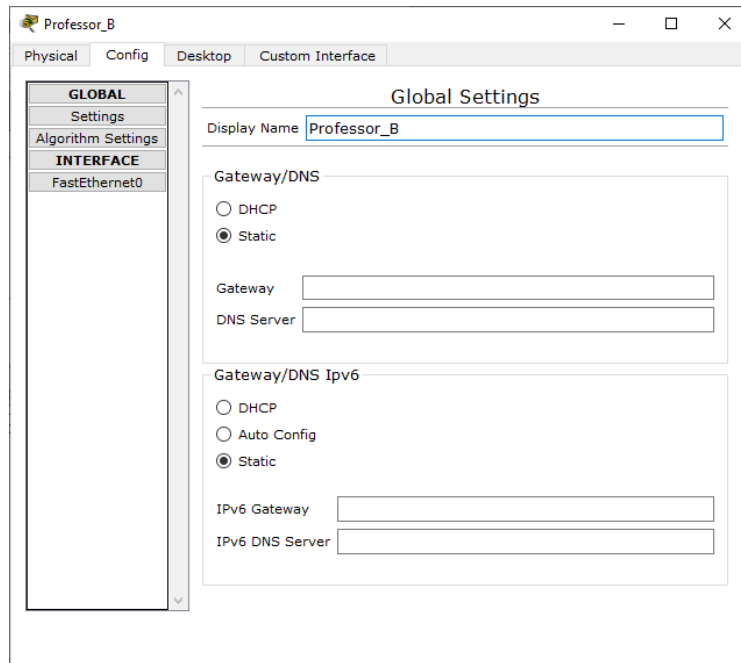 Professor_B
Physical Config Desktop Custom Interface
GLOBAL
Settings
Algorithm Settings
INTERFACE
FastEthernet0
Global Settings
Display Name Professor_B
Gateway/DNS
DHCP
Static
Gateway
DNS Server
Gateway/DNS Ipv6
DHCP
Auto Config
Static
IPv6 Gateway
IPv6 DNS Server